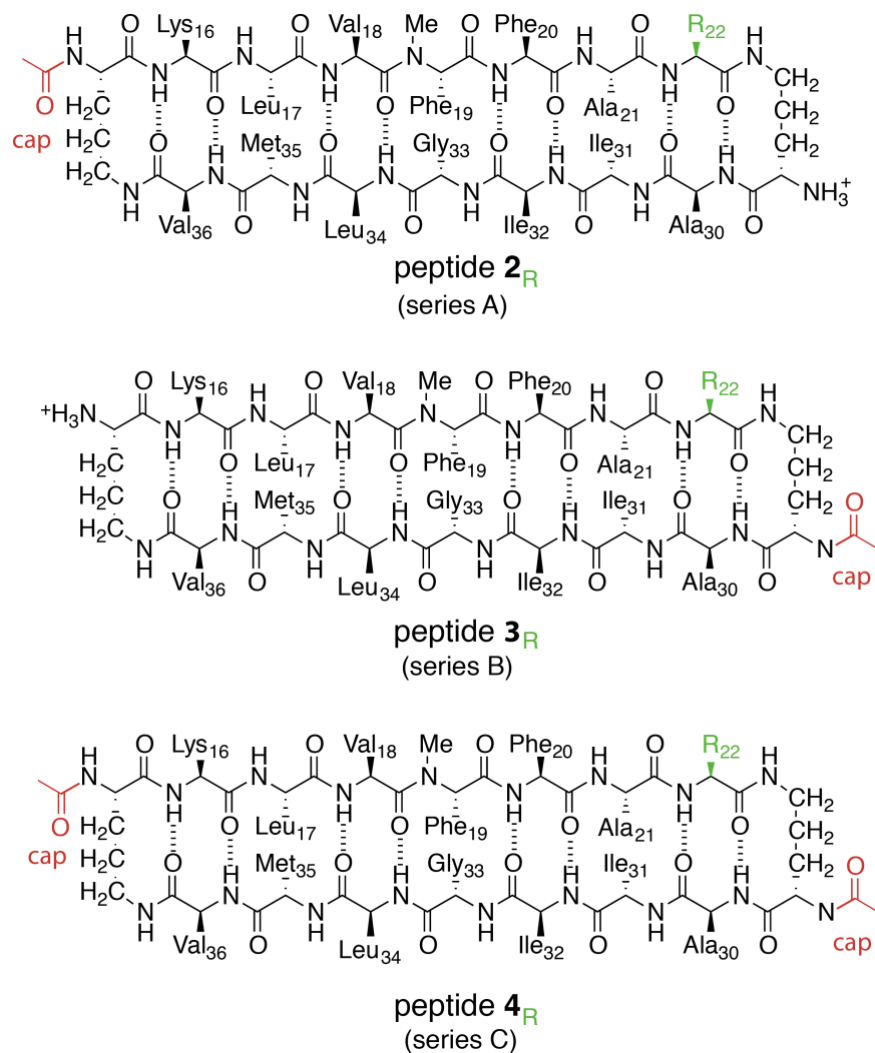 H O Lys16 H O Val18 Me O Phe20 H O R22 H
N N N N N N N N N CH2
O H2C H O Leu17 H O Phe19 H O Ala21 H O CH2
cap H2C O H Met35 O H Gly33 O H Ile31 O H CH2
H2C N N N N N N N O NH3+
N H Val36 O H Leu34 O H Ile32 O H Ala30 O
peptide 2R
(series A)
+H3N O Lys16 H O Val18 Me O Phe20 H O R22 H
N N N N N N N N CH2
H2C H O Leu17 H O Phe19 H O Ala21 H O CH2
H2C O H Met35 O H Gly33 O H Ile31 O H CH2 O
H2C N N N N N N N N
N H Val36 O H Leu34 O H Ile32 O H Ala30 O H cap
peptide 3R
(series B)
H O Lys16 H O Val18 Me O Phe20 H O R22 H
N N N N N N N N N CH2
O H2C H O Leu17 H O Phe19 H O Ala21 H O CH2
cap H2C O H Met35 O H Gly33 O H Ile31 O H CH2 O
H2C N N N N N N N N
N H Val36 O H Leu34 O H Ile32 O H Ala30 O H cap
peptide 4R
(series C)